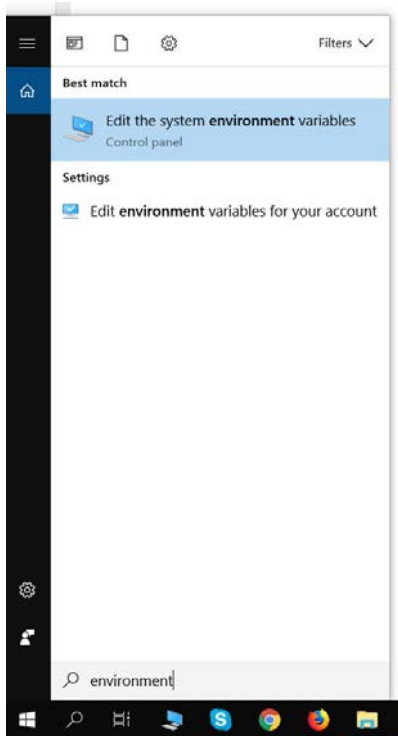 Filters
Best match
Edit the system environment variables
Control panel
Settings
Edit environment variables for your account
environment